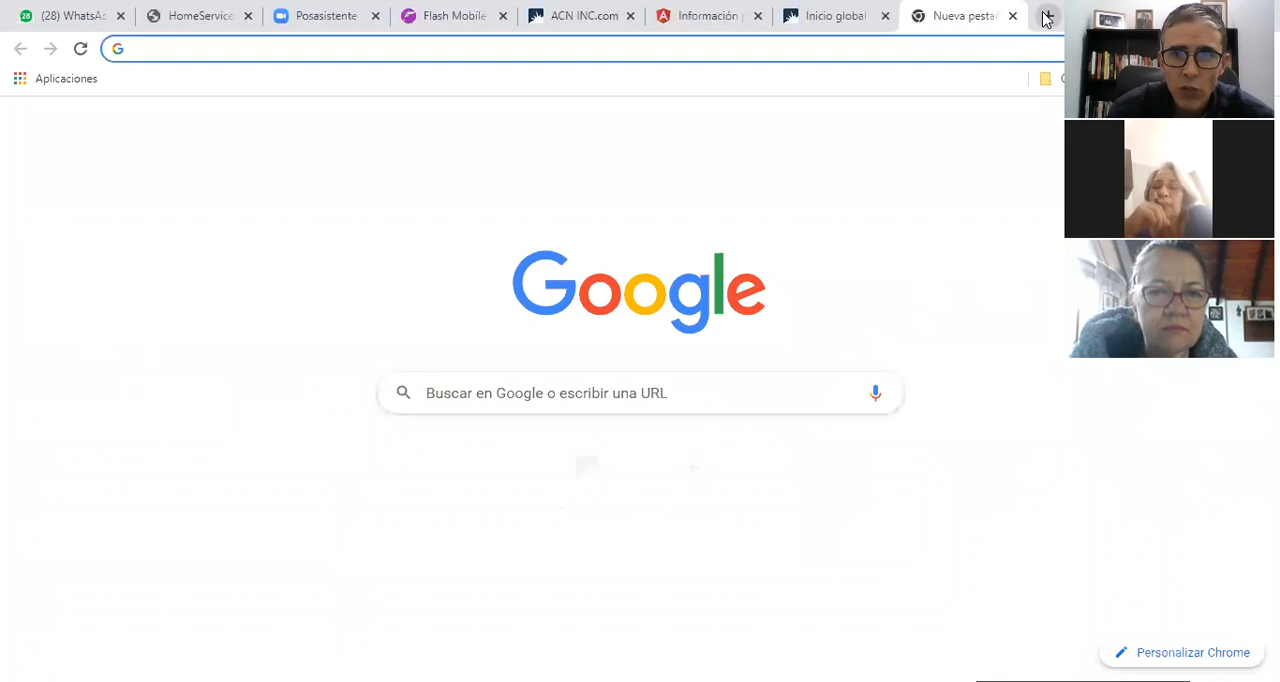 (28) WhatsA
HomeService
Posasistente
Flash Mobile
ACN INC.com
Información p
Inicio global
Nueva pestañ
Aplicaciones
Google
Buscar en Google o escribir una URL
Personalizar Chrome